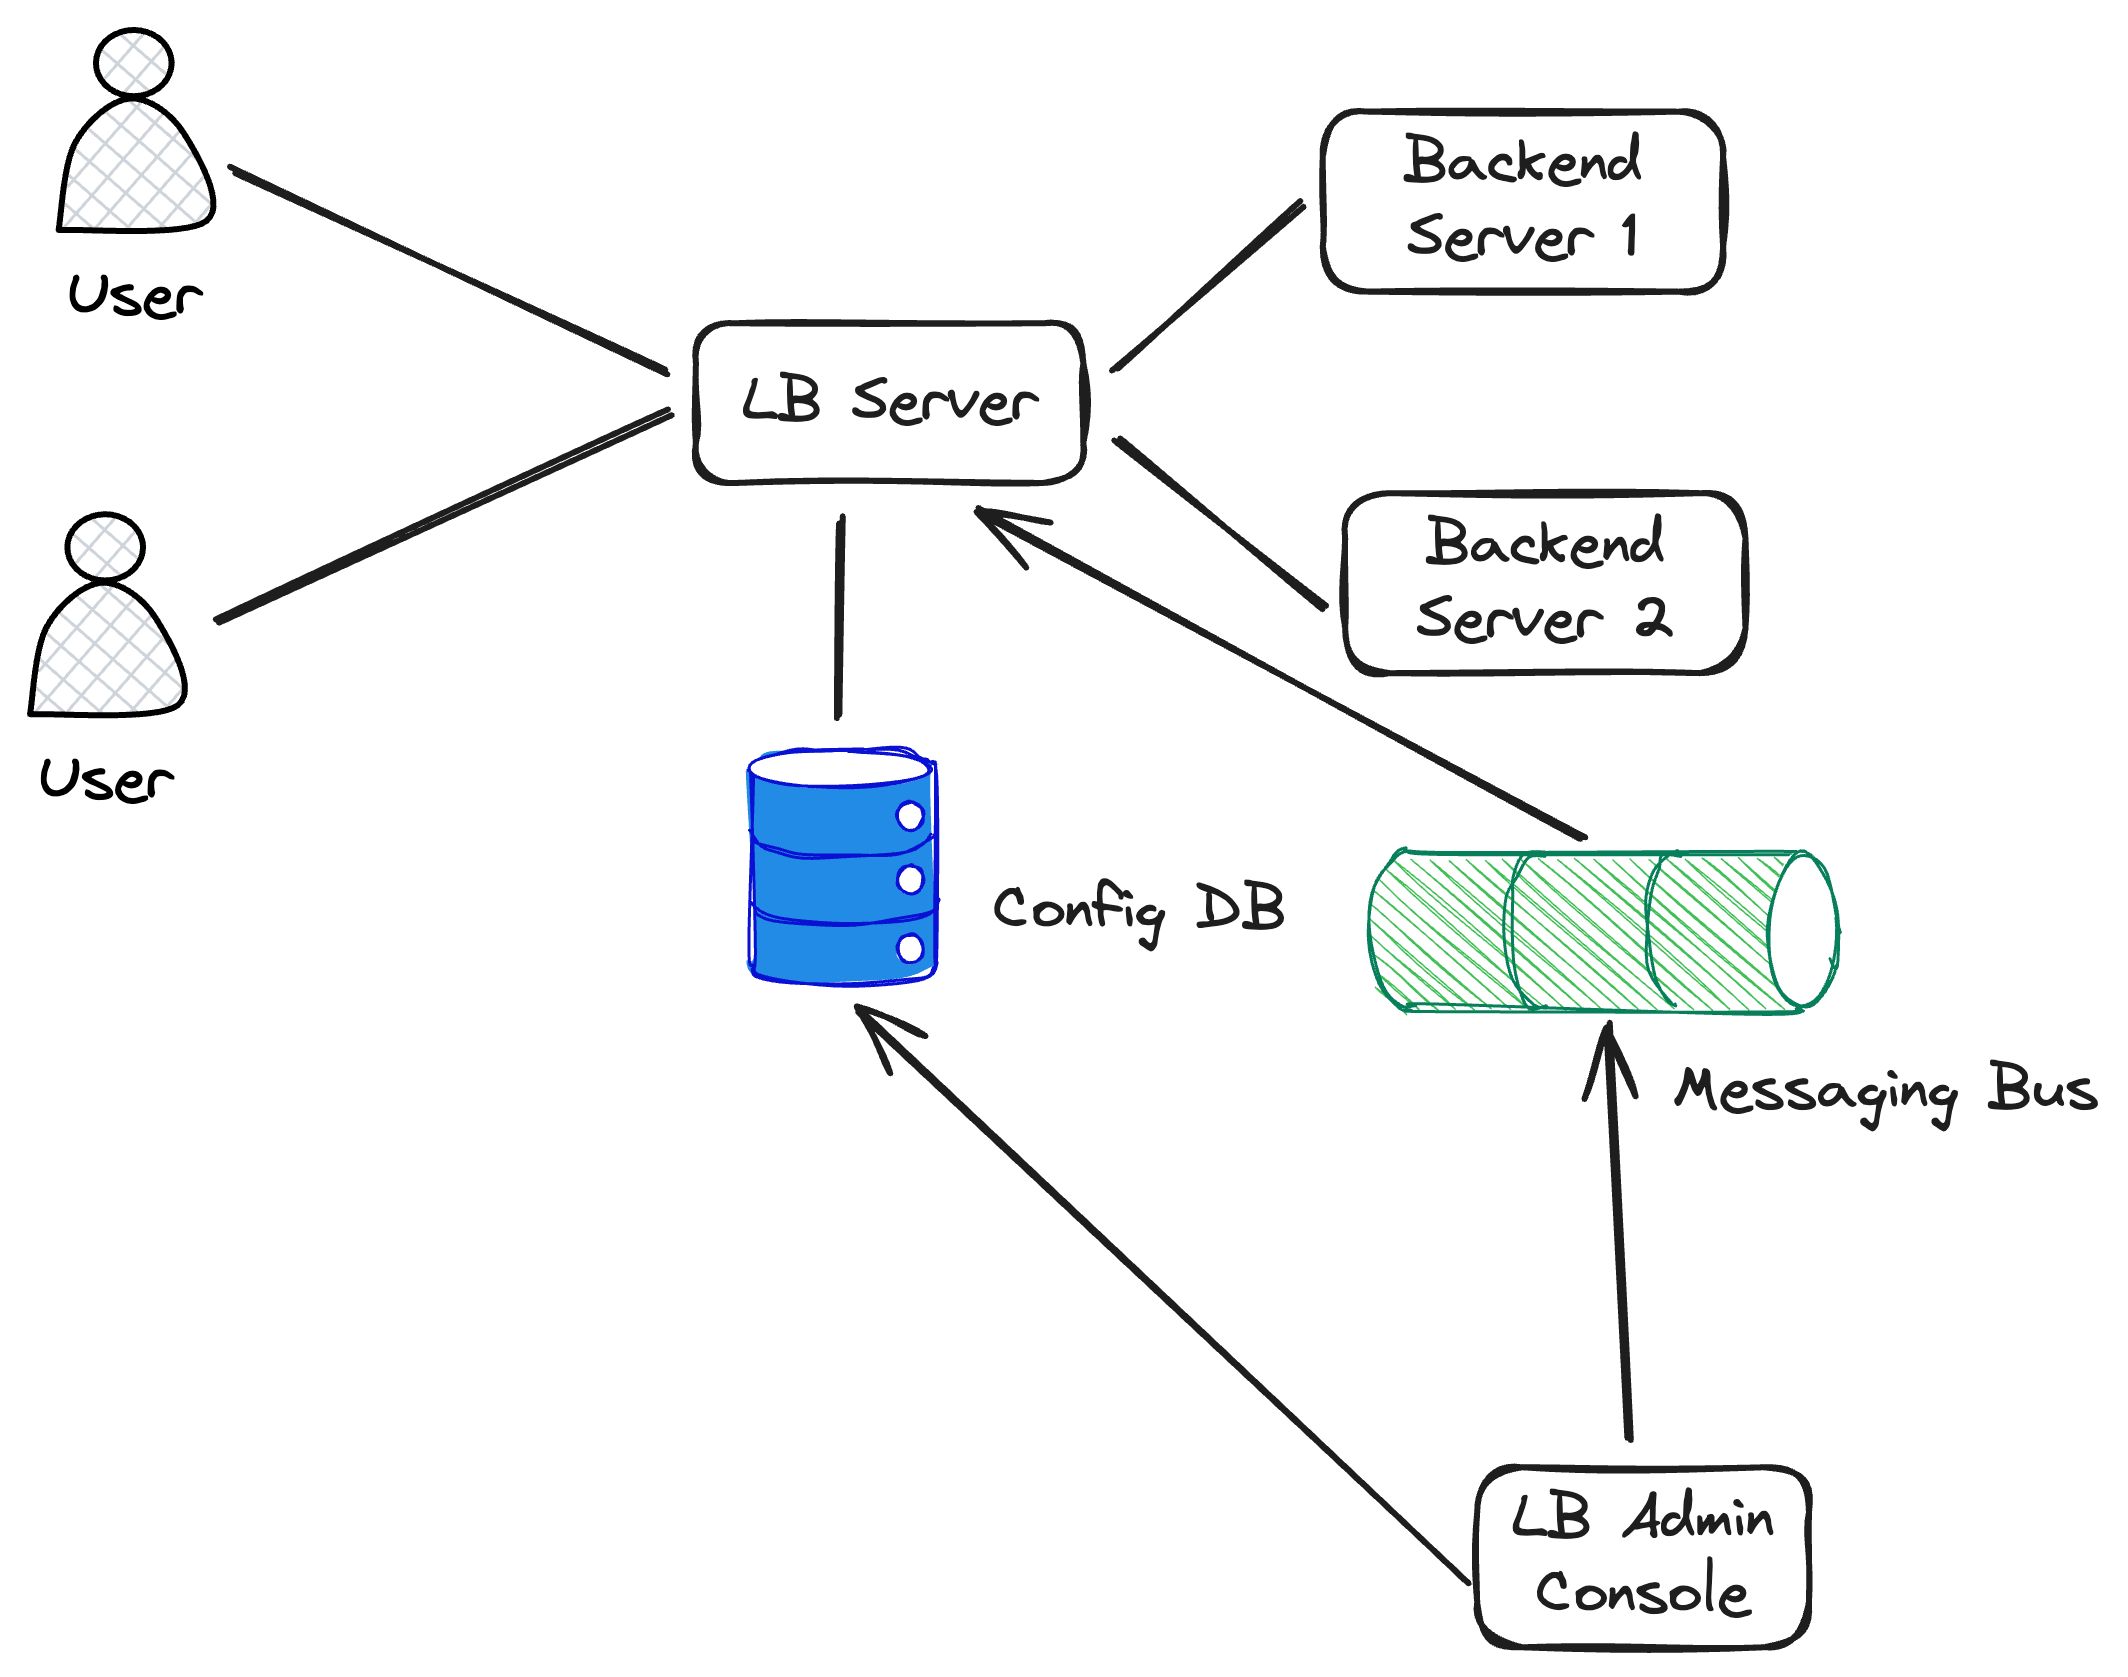 Backend
Server 1
User
LB Server
Backend
Server 2
User
Config DB
Messaging Bus
LB Admin
Console